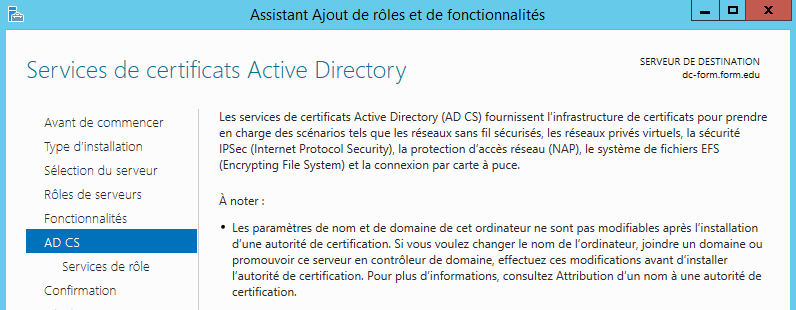 Assistant Ajout de rôles et de fonctionnalités
Services de certificats Active Directory
SERVEUR DE DESTINATION
dc-form.form.edu
Avant de commencer
Type d'installation
Sélection du serveur
Rôles de serveurs
Fonctionnalités
AD CS
Services de rôle
Confirmation
Les services de certificats Active Directory (AD CS) fournissent l'infrastructure de certificats pour prendre
en charge des scénarios tels que les réseaux sans fil sécurisés, les réseaux privés virtuels, la sécurité
IPSec (Internet Protocol Security), la protection d'accès réseau (NAP), le système de fichiers EFS
(Encrypting File System) et la connexion par carte à puce.
À noter :
• Les paramètres de nom et de domaine de cet ordinateur ne sont pas modifiables après l'installation
d'une autorité de certification. Si vous voulez changer le nom de l'ordinateur, joindre un domaine ou
promouvoir ce serveur en contrôleur de domaine, effectuez ces modifications avant d'installer
l'autorité de certification. Pour plus d'informations, consultez Attribution d'un nom à une autorité de
certification.